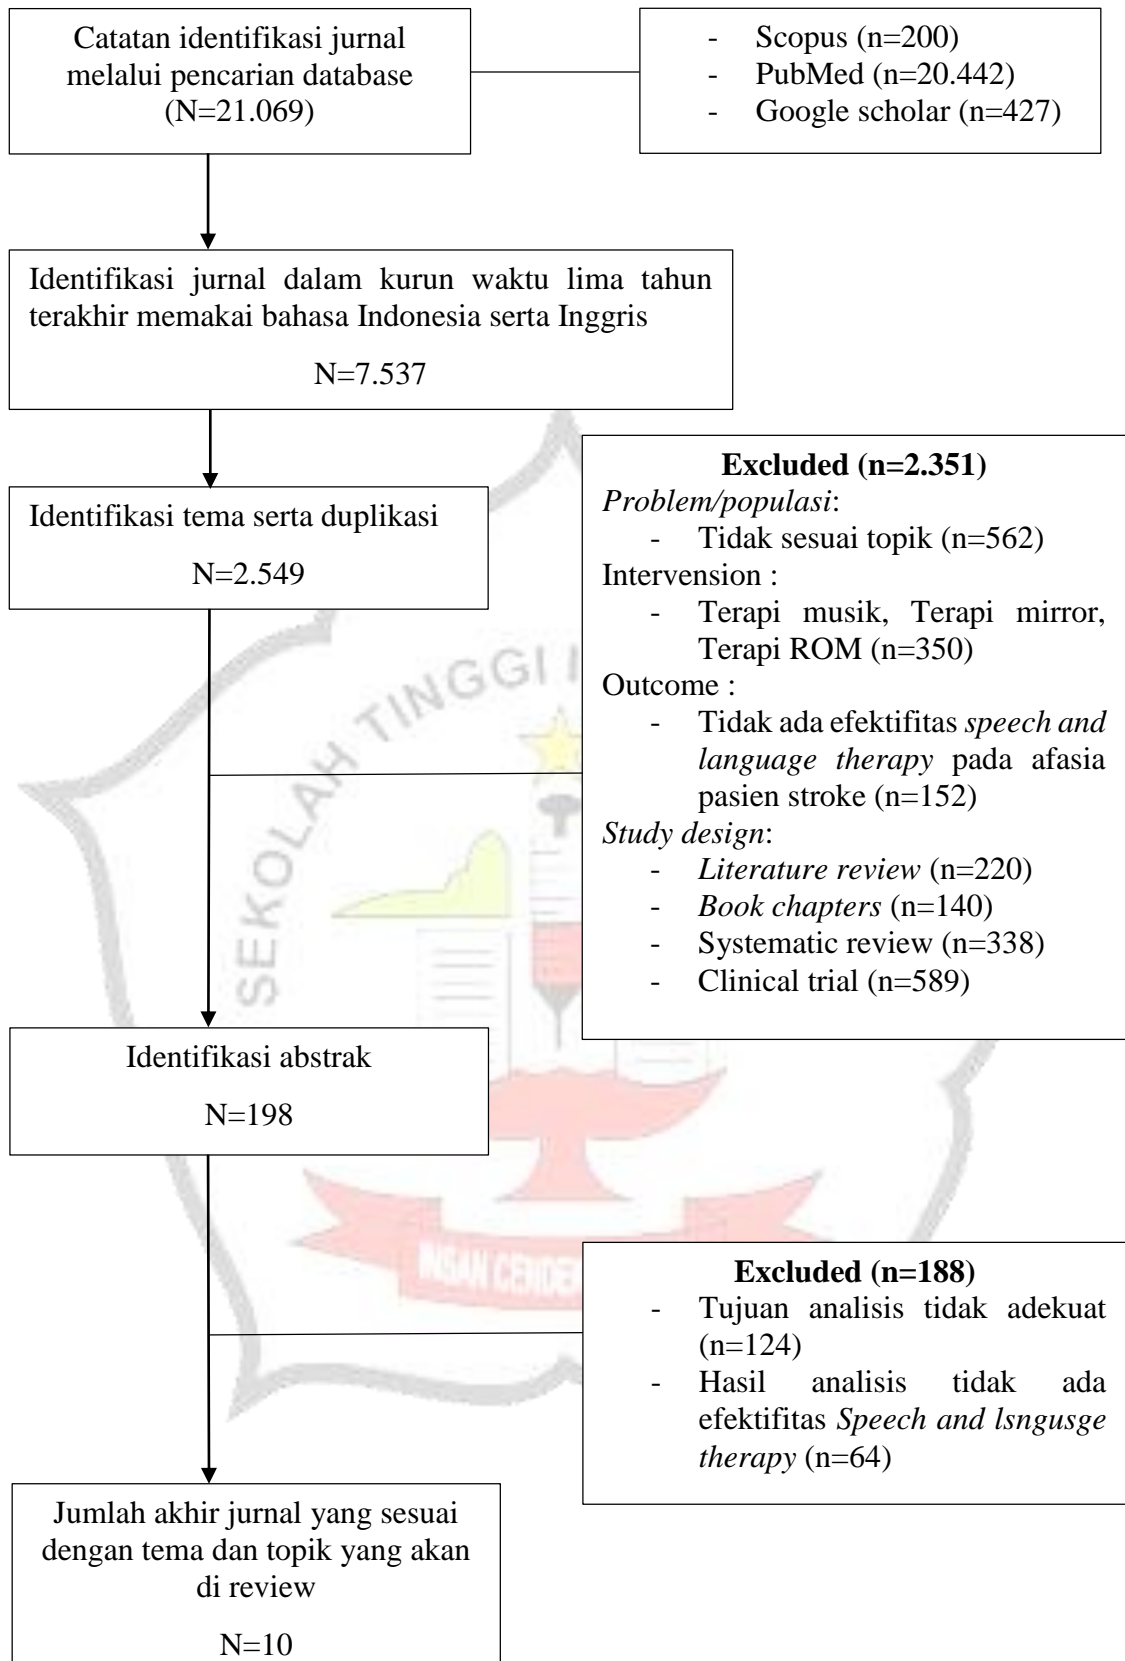 Catatan identifikasi jurnal
melalui pencarian database
(N=21.069)
- Scopus (n=200)
- PubMed (n=20.442)
- Google scholar (n=427)
Identifikasi jurnal dalam kurun waktu lima tahun
terakhir memakai bahasa Indonesia serta Inggris
N=7.537
Identifikasi tema serta duplikasi
N=2.549
Excluded (n=2.351)
Problem/populasi:
- Tidak sesuai topik (n=562)
Intervension :
- Terapi musik, Terapi mirror,
Terapi ROM (n=350)
Outcome :
- Tidak ada efektifitas speech and
language therapy pada afasia
pasien stroke (n=152)
Study design:
- Literature review (n=220)
- Book chapters (n=140)
- Systematic review (n=338)
- Clinical trial (n=589)
SEKOLAH TINGGI
Identifikasi abstrak
N=198
INSAN
Excluded (n=188)
- Tujuan analisis tidak adekuat
(n=124)
- Hasil analisis tidak ada
efektifitas Speech and lsngusge
therapy (n=64)
Jumlah akhir jurnal yang sesuai
dengan tema dan topik yang akan
di review
N=10